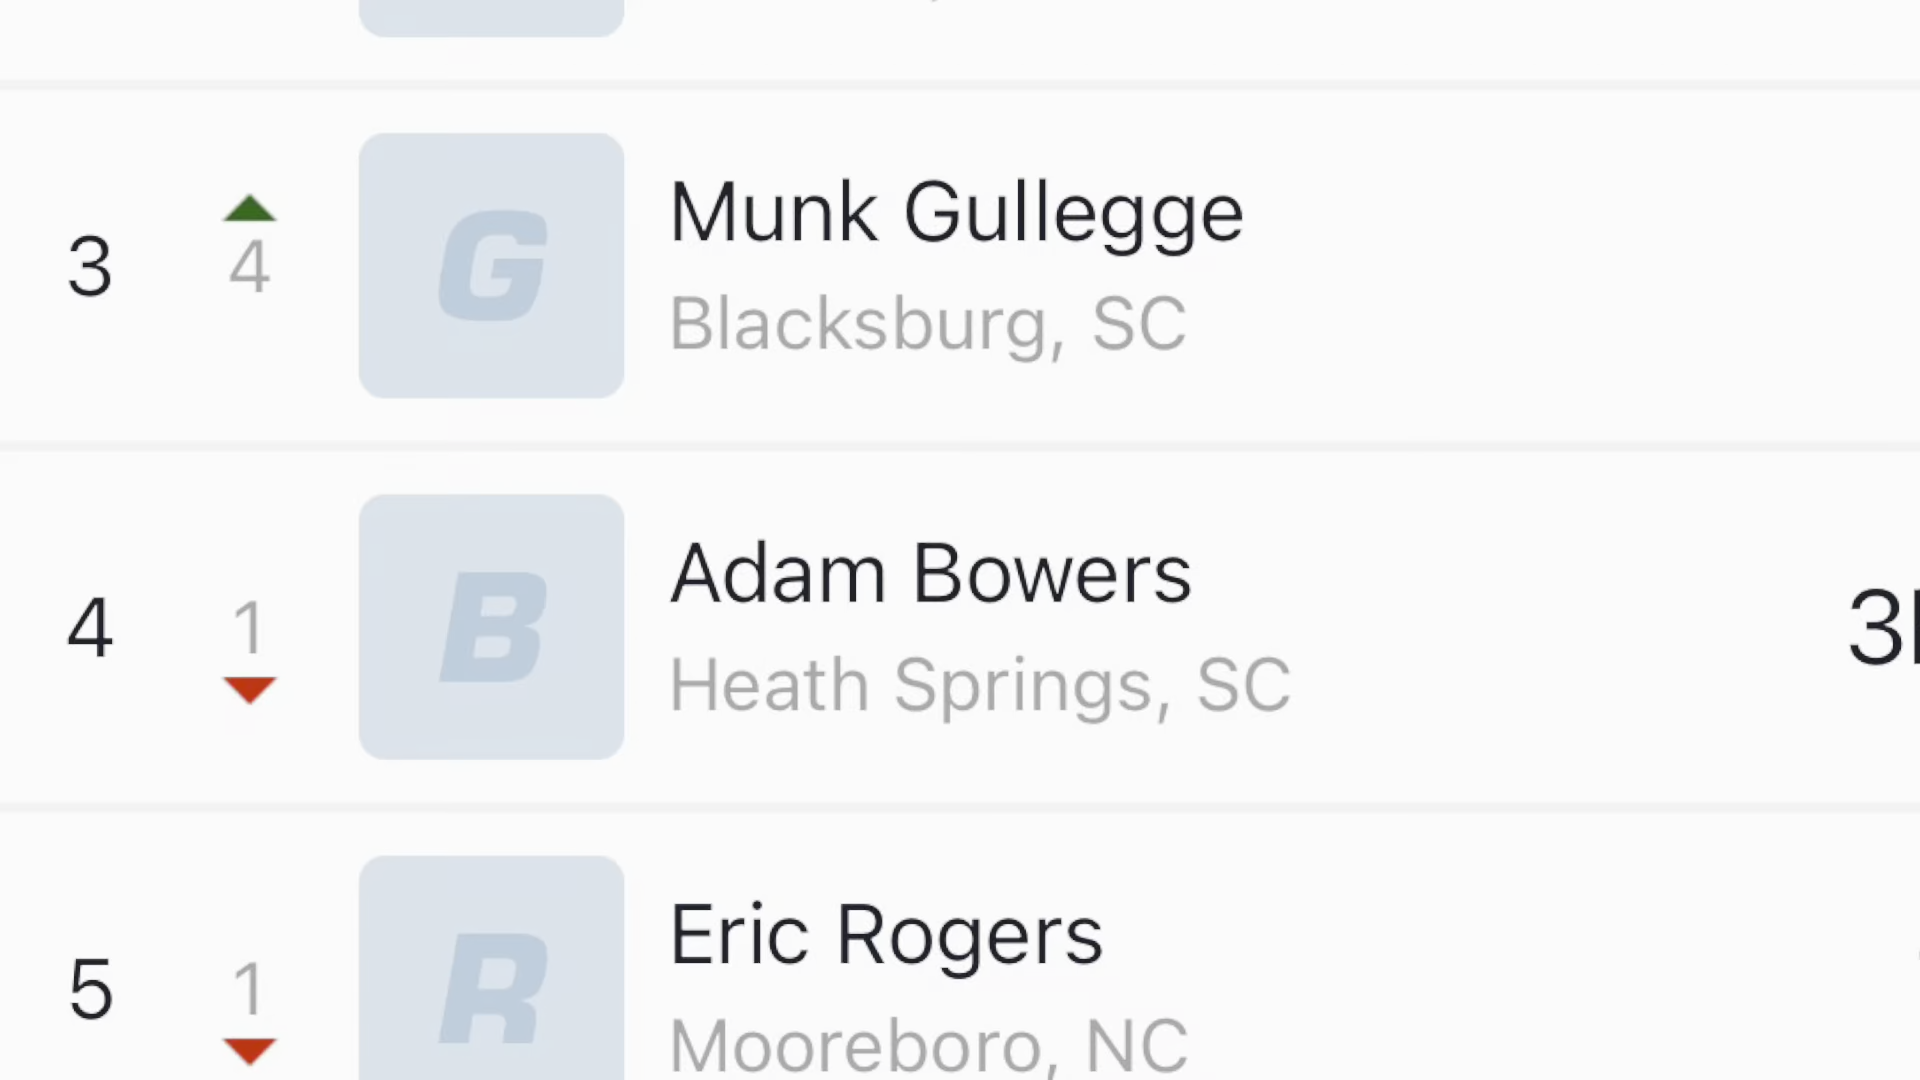 3
4
G
Munk Gullegge
Blacksburg, SC
4
1
B
Adam Bowers
Heath Springs, SC
3
5
1
R
Eric Rogers
Mooreboro, NC